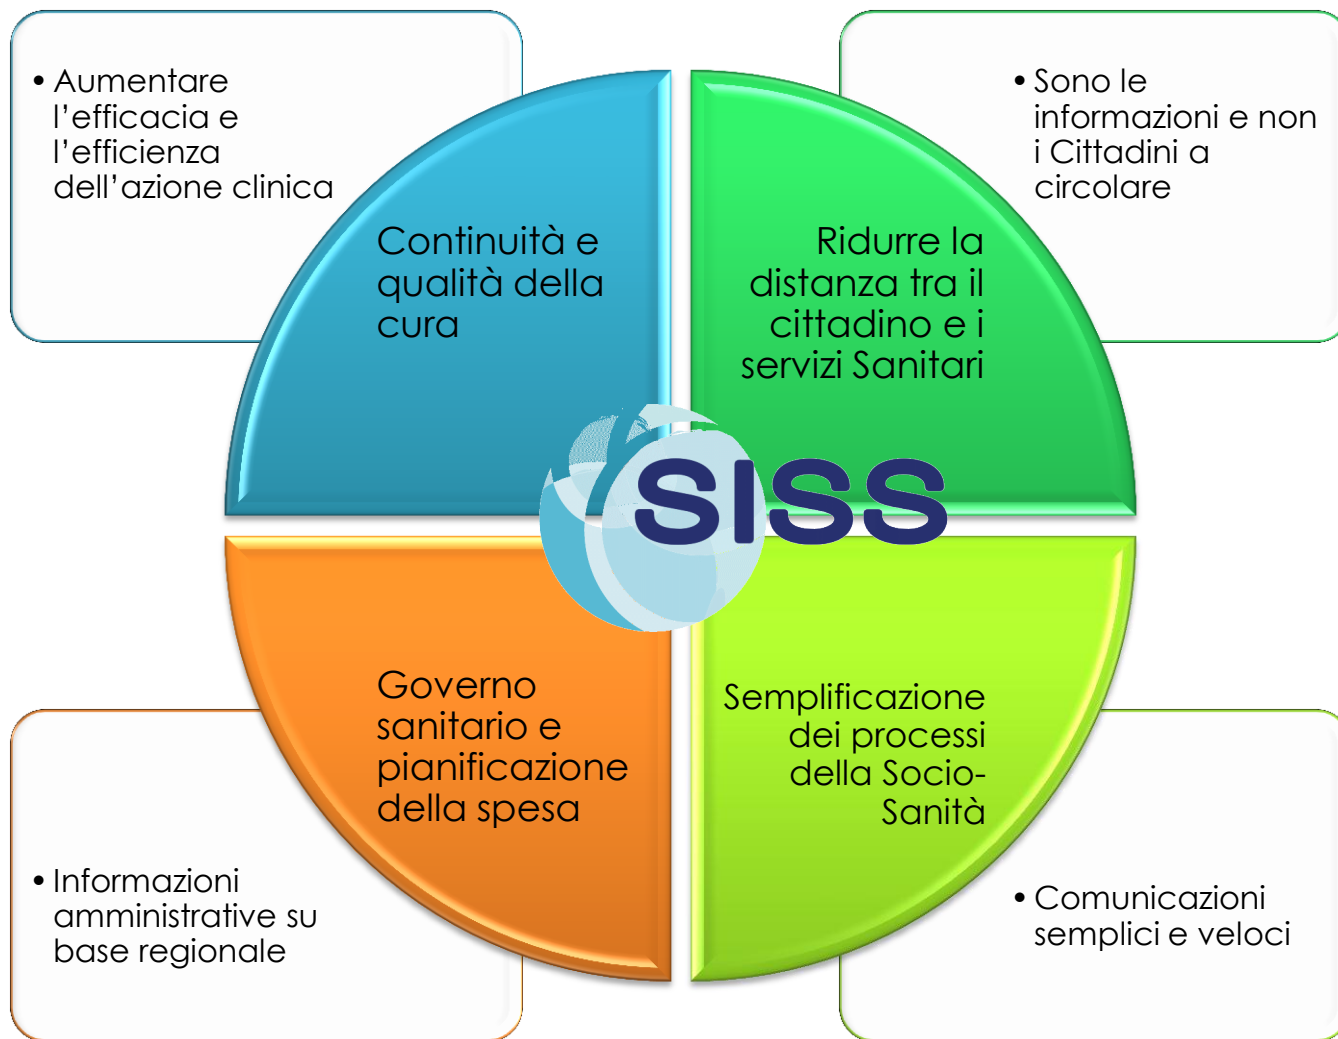 • Aumentare
l’efficacia e
l’efficienza
dell’azione clinica
• Sono le
informazioni e non
i Cittadini a
circolare
Continuità e
qualità della
cura
Ridurre la
distanza tra il
cittadino e i
servizi Sanitari
SISS
Governo
sanitario e
pianificazione
della spesa
Semplificazione
dei processi
della Socio-
Sanità
• Informazioni
amministrative su
base regionale
• Comunicazioni
semplici e veloci